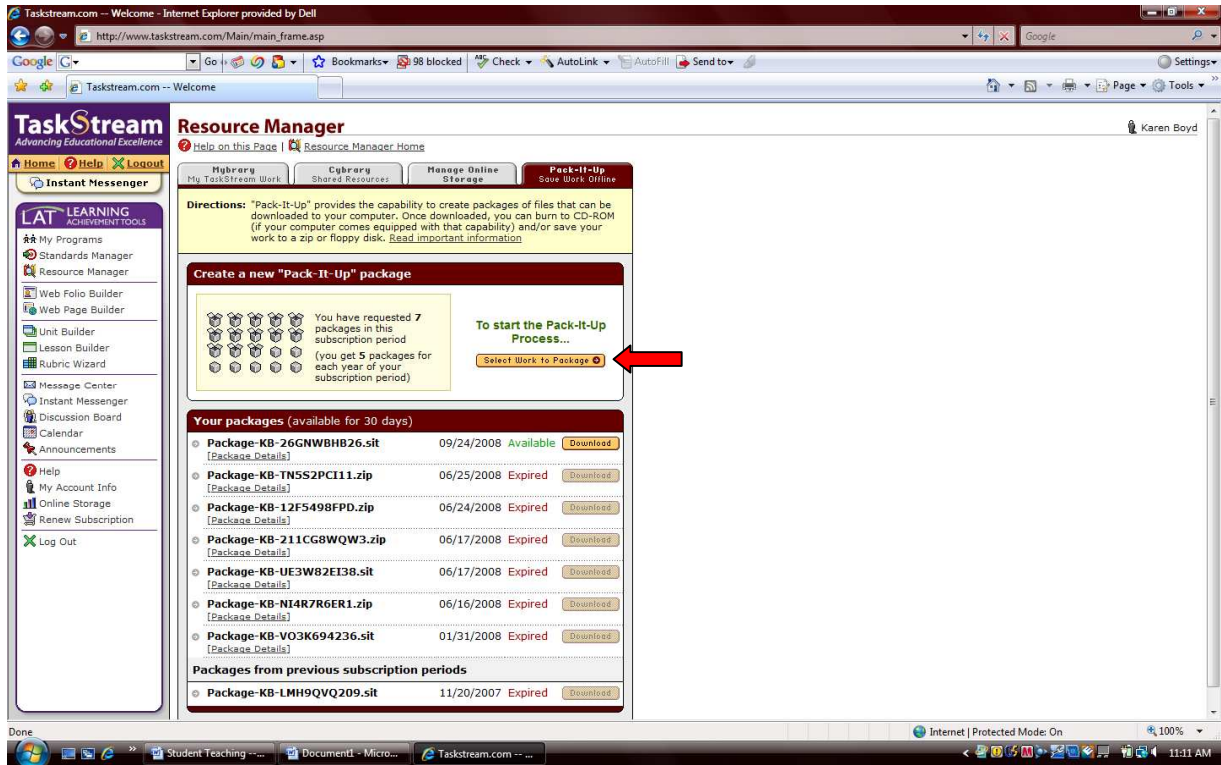 Taskstream.com -- Welcome - Internet Explorer provided by Dell
http://www.taskstream.com/Main/main_frame.asp
Google
Google G
Go
Bookmarks
98 blocked
Check
AutoLink
AutoFill
Send to
Settings
Taskstream.com -- Welcome
Page
Tools
TaskStream
Advancing Educational Excellence
Home Help Logout
Instant Messenger
LAT LEARNING
ACHIEVEMENT TOOLS
My Programs
Standards Manager
Resource Manager
Web Folio Builder
Web Page Builder
Unit Builder
Lesson Builder
Rubric Wizard
Message Center
Instant Messenger
Discussion Board
Calendar
Announcements
Help
My Account Info
Online Storage
Renew Subscription
Log Out
Resource Manager
Karen Boyd
Help on this Page | Resource Manager Home
Mybrary
My TaskStream Work
Cybrary
Shared Resources
Manage Online
Storage
Pack-It-Up
Save Work Offline
Directions: "Pack-It-Up" provides the capability to create packages of files that can be
downloaded to your computer. Once downloaded, you can burn to CD-ROM
(if your computer comes equipped with that capability) and/or save your
work to a zip or floppy disk. Read important information
Create a new "Pack-It-Up" package
You have requested 7
packages in this
subscription period
(you get 5 packages for
each year of your
subscription period)
To start the Pack-It-Up
Process...
Select Work to Package
Your packages (available for 30 days)
Package-KB-26GNWBHB26.sit 09/24/2008 Available Download
[Package Details]
Package-KB-TN5S2PCI11.zip 06/25/2008 Expired Download
[Package Details]
Package-KB-12F5498FPD.zip 06/24/2008 Expired Download
[Package Details]
Package-KB-211CG8WQW3.zip 06/17/2008 Expired Download
[Package Details]
Package-KB-UE3W82EI38.sit 06/17/2008 Expired Download
[Package Details]
Package-KB-NI4R7R6ER1.zip 06/16/2008 Expired Download
[Package Details]
Package-KB-VO3K694236.sit 01/31/2008 Expired Download
[Package Details]
Packages from previous subscription periods
Package-KB-LMH9QVQ209.sit 11/20/2007 Expired Download
Done
Internet | Protected Mode: On
100%
Student Teaching --...
Document1 - Micro...
Taskstream.com -- ...
11:11 AM